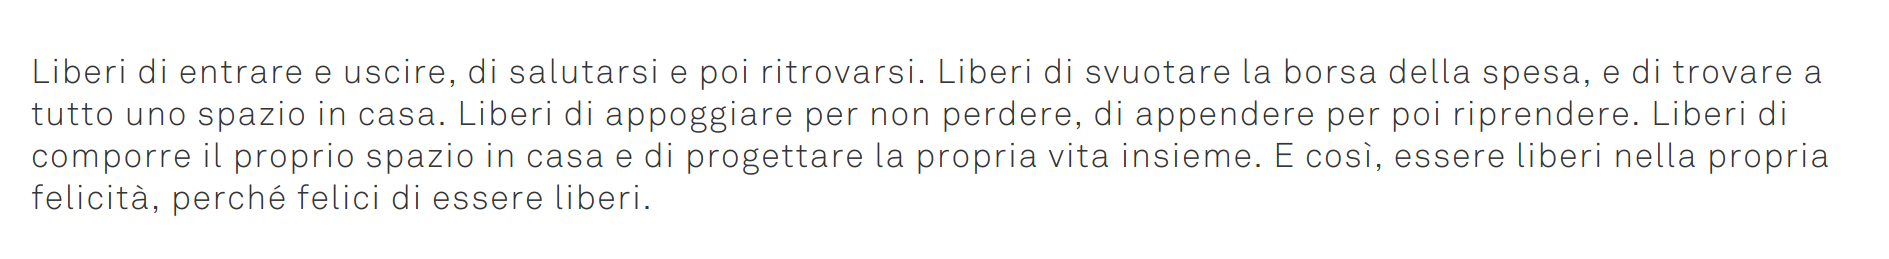 Liberi di entrare e uscire, di salutarsi e poi ritrovarsi. Liberi di svuotare la borsa della spesa, e di trovare a
tutto uno spazio in casa. Liberi di appoggiare per non perdere, di appendere per poi riprendere. Liberi di
comporre il proprio spazio in casa e di progettare la propria vita insieme. E così, essere liberi nella propria
felicità, perché felici di essere liberi.